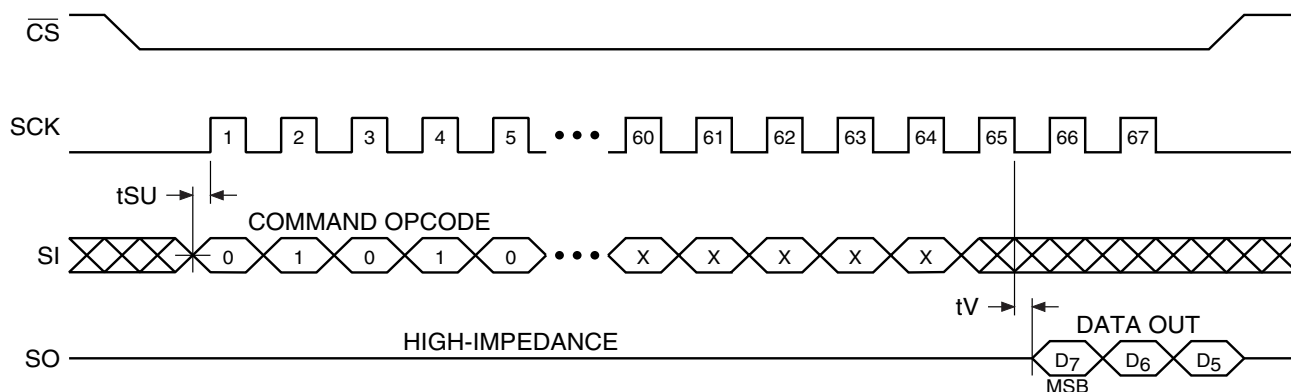 CS
SCK 1 2 3 4 5 ••• 60 61 62 63 64 65 66 67
tSU
COMMAND OPCODE
SI 0 1 0 1 0 ••• X X X X X
tV
HIGH-IMPEDANCE
DATA OUT
SO D7 D6 D5
MSB